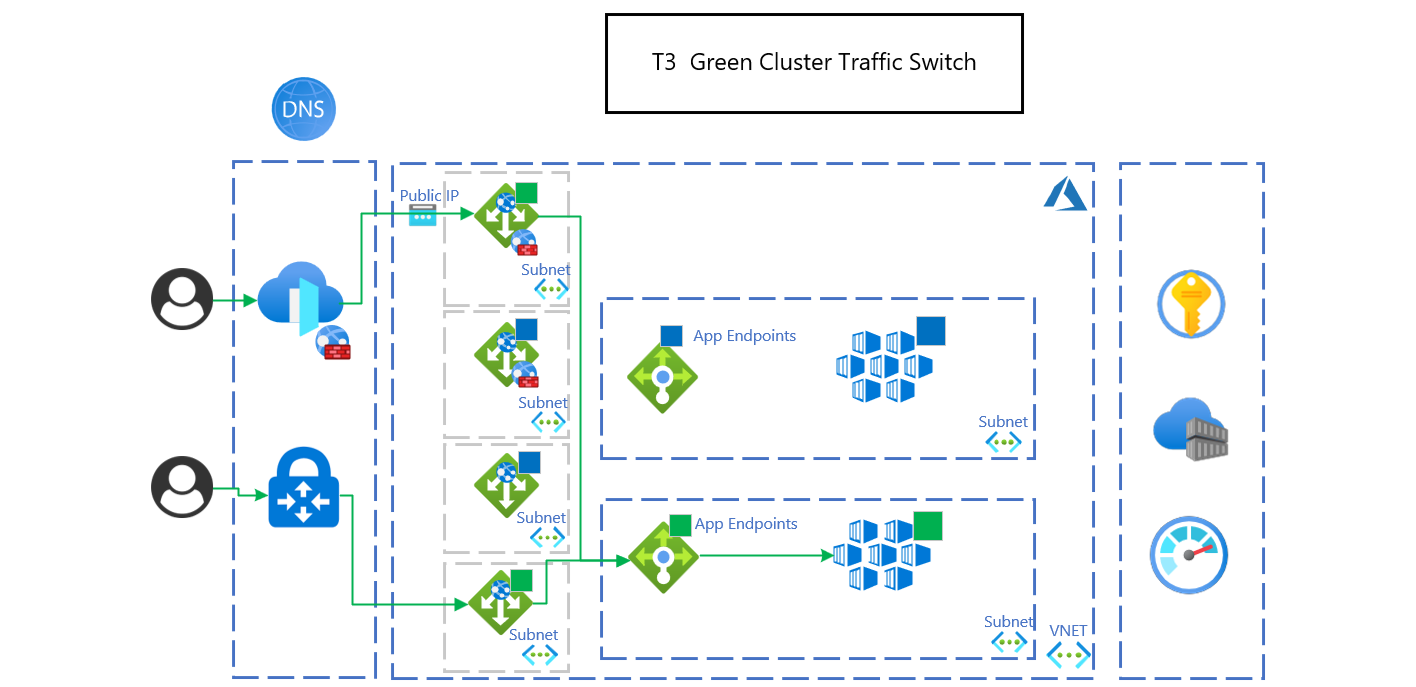 T3 Green Cluster Traffic Switch
DNS
Public IP
Subnet
Subnet
Subnet
Subnet
App Endpoints
Subnet
App Endpoints
Subnet
VNET